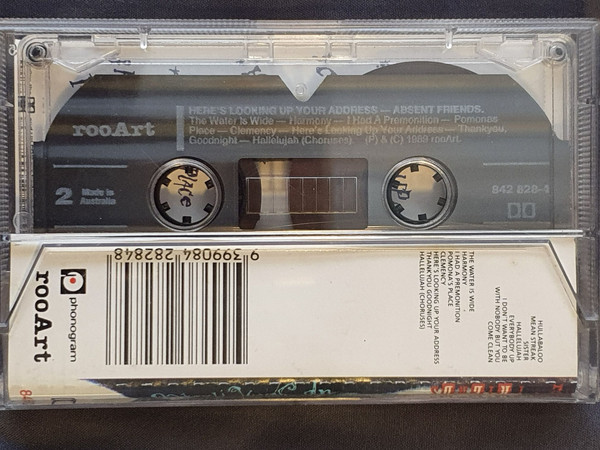 HERE'S LOOKING UP YOUR ADDRESS — ABSENT FRIENDS.
The Water Is Wide — Harmony — I Had A Premonition — Pomonas
Place — Clemency — Here's Looking Up Your Address — Thankyou,
Goodnight — Hallelujah (Choruses). (P) & (C) 1989 rooArt.
rooArt
2
Made in
Australia
842 828-4
PLACE
9 399084 282848
phonogram
rooArt
THE WATER IS WIDE
HARMONY
I HAD A PREMONITION
POMONA'S PLACE
CLEMENCY
HERE'S LOOKING UP YOUR ADDRESS
THANKYOU GOODNIGHT
HALLELUJAH (CHORUSES)
HULLABALOO
MEAN STREAK
SISTER
HALLELUJAH
EVERYBODY UP
I DON'T WANT TO BE
WITH NOBODY BUT YOU
COME CLEAN